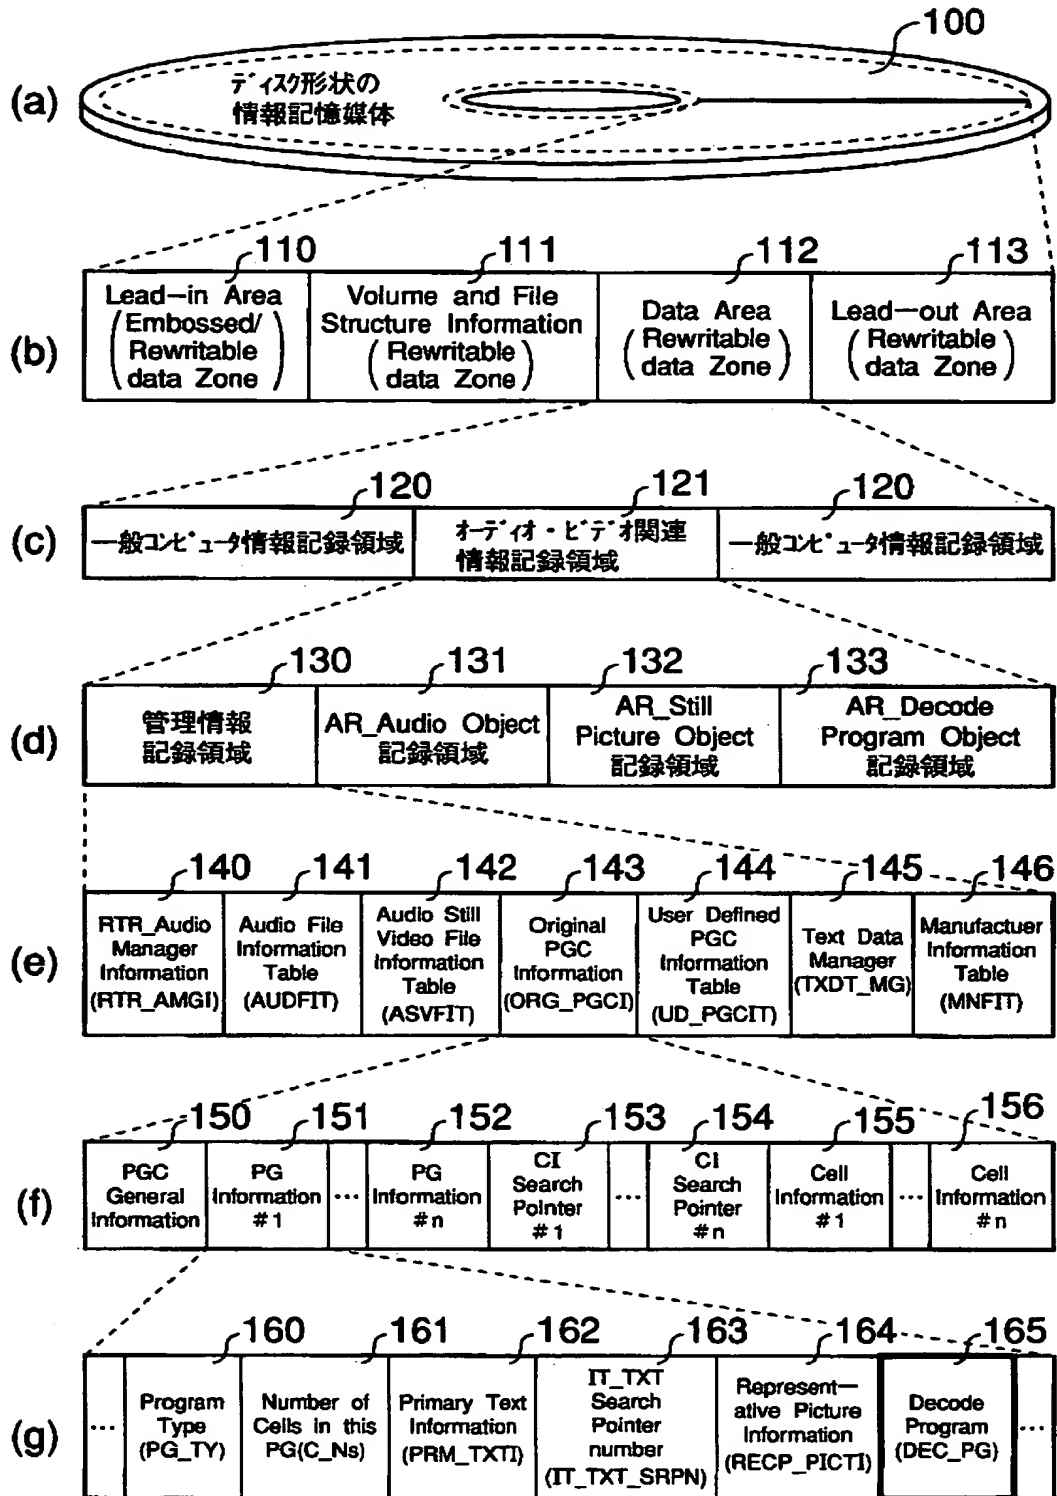 100
(a)
ディスク形状の
情報記憶媒体
110
111
112
113
(b)
Lead-in Area
(Embossed/
Rewritable
data Zone)
Volume and File
Structure Information
(Rewritable
data Zone)
Data Area
(Rewritable
data Zone)
Lead-out Area
(Rewritable
data Zone)
120
121
120
(c)
一般コンピュータ情報記録領域
オーディオ・ビデオ関連
情報記録領域
一般コンピュータ情報記録領域
130
131
132
133
(d)
管理情報
記録領域
AR_Audio Object
記録領域
AR_Still
Picture Object
記録領域
AR_Decode
Program Object
記録領域
140
141
142
143
144
145
146
(e)
RTR_Audio
Manager
Information
(RTR_AMGI)
Audio File
Information
Table
(AUDFIT)
Audio Still
Video File
Information
Table
(ASVFIT)
Original
PGC
Information
(ORG_PGCI)
User Defined
PGC
Information
Table
(UD_PGCIT)
Text Data
Manager
(TXDT_MG)
Manufactuer
Information
Table
(MNFIT)
150
151
152
153
154
155
156
(f)
PGC
General
Information
PG
Information
#1
...
PG
Information
#n
CI
Search
Pointer
#1
...
CI
Search
Pointer
#n
Cell
Information
#1
...
Cell
Information
#n
160
161
162
163
164
165
(g)
...
Program
Type
(PG_TY)
Number of
Cells in this
PG(C_Ns)
Primary Text
Information
(PRM_TXTI)
IT_TXT
Search
Pointer
number
(IT_TXT_SRPN)
Represent-
ative Picture
Information
(RECP_PICTI)
Decode
Program
(DEC_PG)
...